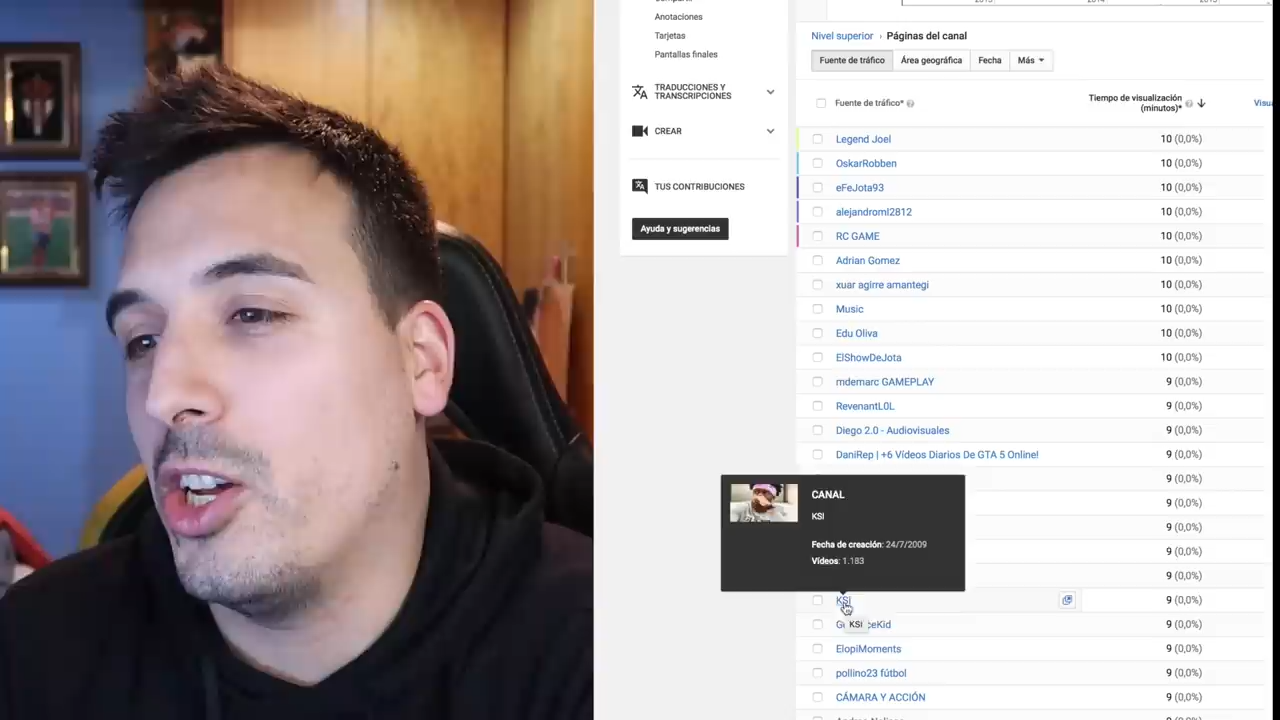 Anotaciones
Tarjetas
Pantallas finales
TRADUCCIONES Y
TRANSCRIPCIONES
CREAR
TUS CONTRIBUCIONES
Ayuda y sugerencias
Nivel superior › Páginas del canal
Fuente de tráfico Área geográfica Fecha Más
Fuente de tráfico* Tiempo de visualización
(minutos)*
Legend Joel 10 (0,0%)
OskarRobben 10 (0,0%)
eFeJota93 10 (0,0%)
alejandroml2812 10 (0,0%)
RC GAME 10 (0,0%)
Adrian Gomez 10 (0,0%)
xuar agirre amantegi 10 (0,0%)
Music 10 (0,0%)
Edu Oliva 10 (0,0%)
ElShowDeJota 10 (0,0%)
mdemarc GAMEPLAY 9 (0,0%)
RevenantL0L 9 (0,0%)
Diego 2.0 - Audiovisuales 9 (0,0%)
DaniRep | +6 Vídeos Diarios De GTA 5 Online! 9 (0,0%)
9 (0,0%)
9 (0,0%)
9 (0,0%)
9 (0,0%)
9 (0,0%)
CANAL
KSI
Fecha de creación: 24/7/2009
Vídeos: 1.183
KSI 9 (0,0%)
KSI
9 (0,0%)
ElopiMoments 9 (0,0%)
pollino23 fútbol 9 (0,0%)
CÁMARA Y ACCIÓN 9 (0,0%)